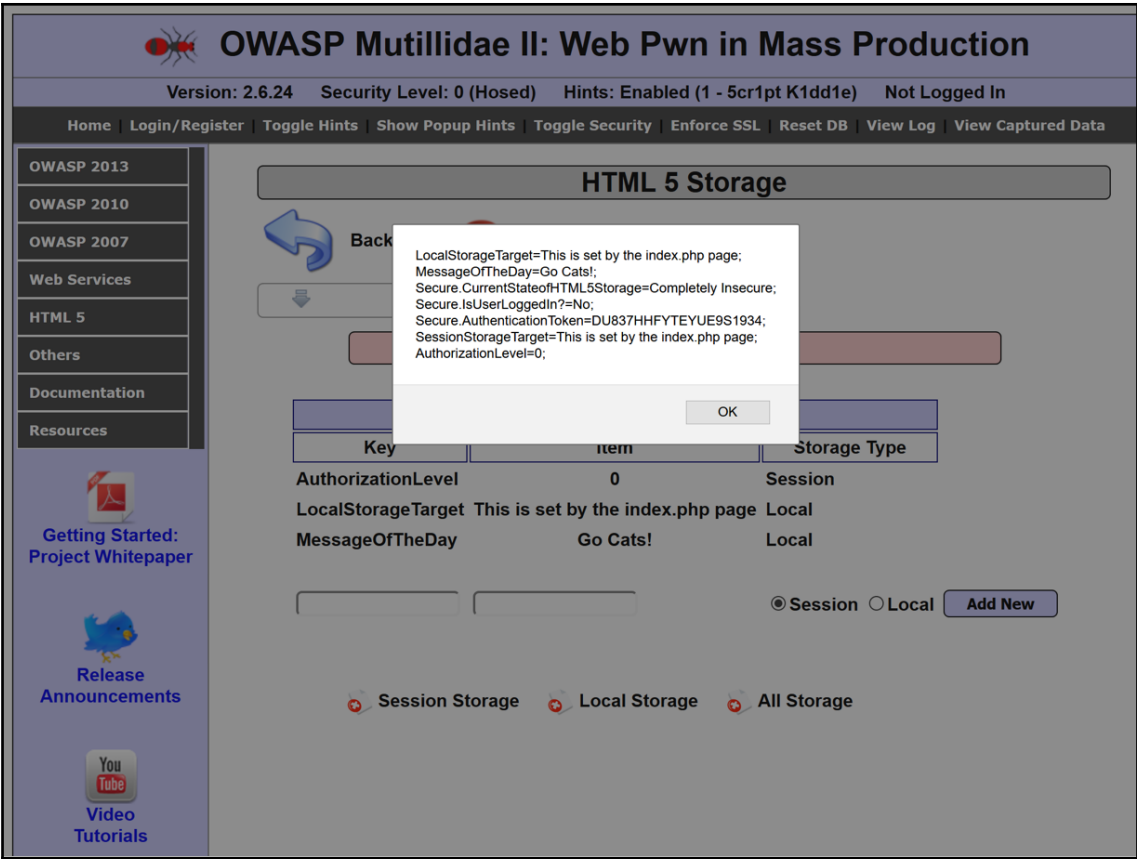 OWASP Mutillidae II: Web Pwn in Mass Production
Version: 2.6.24 Security Level: 0 (Hosed) Hints: Enabled (1 - 5cr1pt K1dd1e) Not Logged In
Home | Login/Register | Toggle Hints | Show Popup Hints | Toggle Security | Enforce SSL | Reset DB | View Log | View Captured Data
OWASP 2013
OWASP 2010
OWASP 2007
Web Services
HTML 5
Others
Documentation
Resources
Getting Started:
Project Whitepaper
Release
Announcements
You
Tube
Video
Tutorials
HTML 5 Storage
Back
LocalStorageTarget=This is set by the index.php page;
MessageOfTheDay=Go Cats!;
Secure.CurrentStateofHTML5Storage=Completely Insecure;
Secure.IsUserLoggedIn?=No;
Secure.AuthenticationToken=DU837HHFYTEYUE9S1934;
SessionStorageTarget=This is set by the index.php page;
AuthorizationLevel=0;
OK
Key Item Storage Type
AuthorizationLevel 0 Session
LocalStorageTarget This is set by the index.php page Local
MessageOfTheDay Go Cats! Local
Session Local Add New
Session Storage Local Storage All Storage